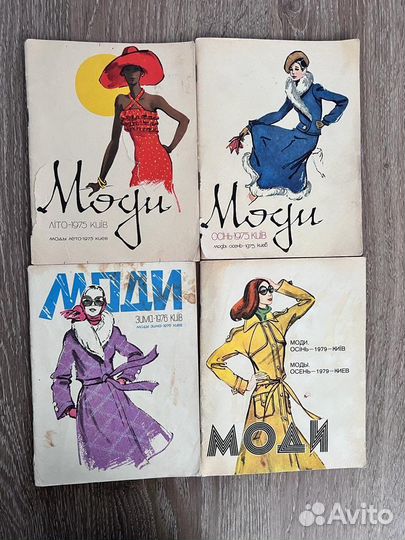 Моди
ЛІТО-1975 КИЇВ
МОДЫ ЛЕТО-1975 КИЕВ
Моди
ОСІНЬ-1975 КИЇВ
МОДЫ ОСЕНЬ-1975 КИЕВ
МОДИ
ЗИМА-1976 КИЇВ
МОДЫ ЗИМА-1976 КИЕВ
МОДИ.
ОСІНЬ—1979—КИЇВ
МОДЫ.
ОСЕНЬ—1979—КИЕВ
МОДИ
Avito